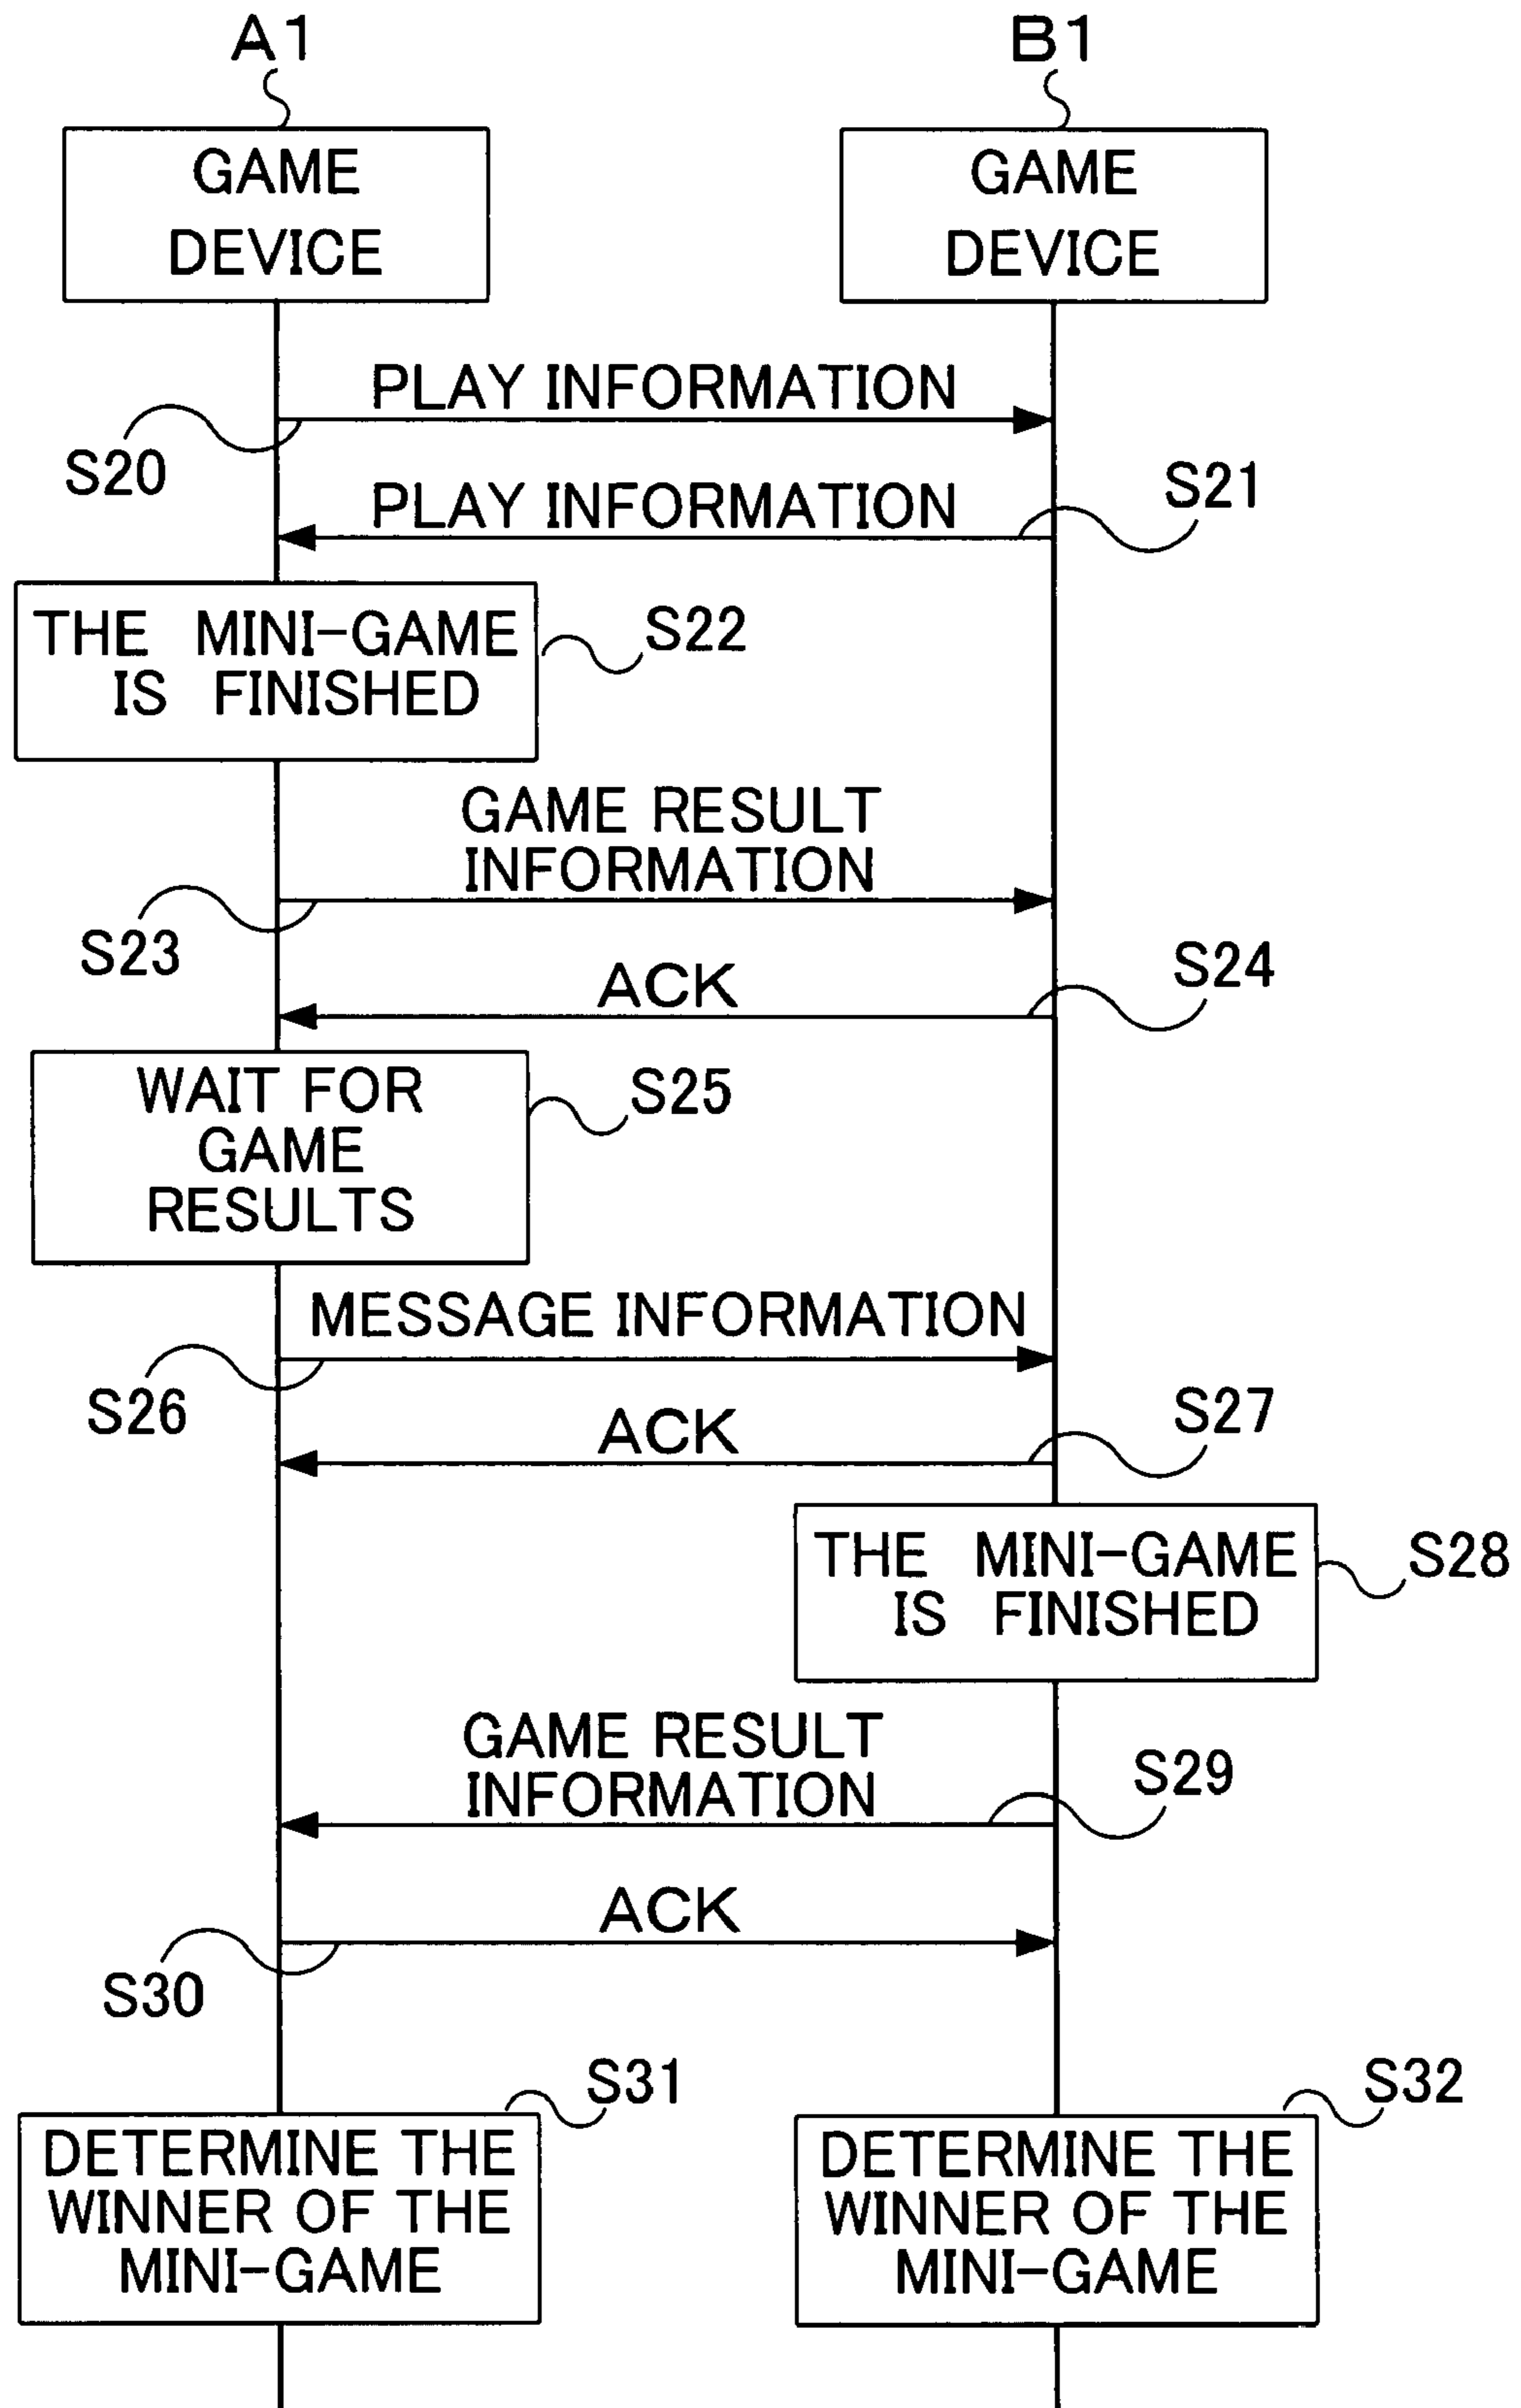 A1
B1
GAME
DEVICE
GAME
DEVICE
PLAY INFORMATION
S20
PLAY INFORMATION
S21
THE MINI-GAME
IS FINISHED
S22
GAME RESULT
INFORMATION
S23
ACK
S24
WAIT FOR
GAME
RESULTS
S25
MESSAGE INFORMATION
S26
ACK
S27
THE MINI-GAME
IS FINISHED
S28
GAME RESULT
INFORMATION
S29
ACK
S30
S31
DETERMINE THE
WINNER OF THE
MINI-GAME
S32
DETERMINE THE
WINNER OF THE
MINI-GAME